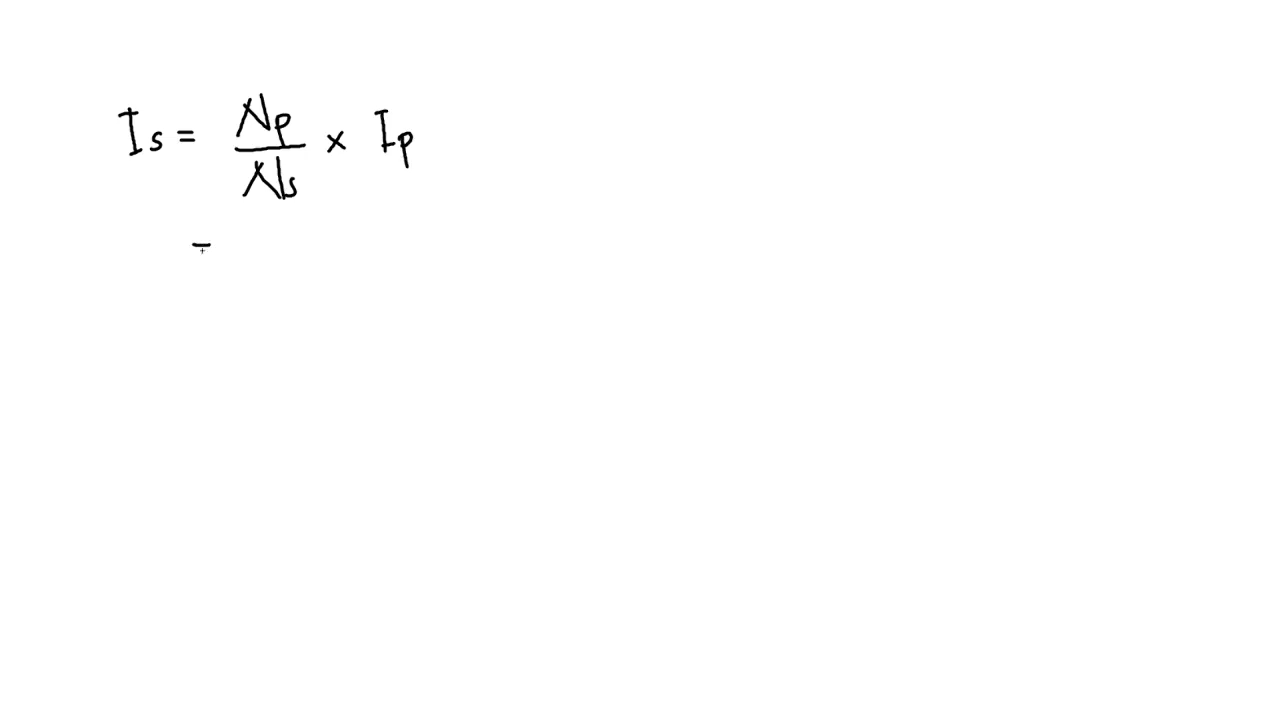 Is = Np/Ns × Ip